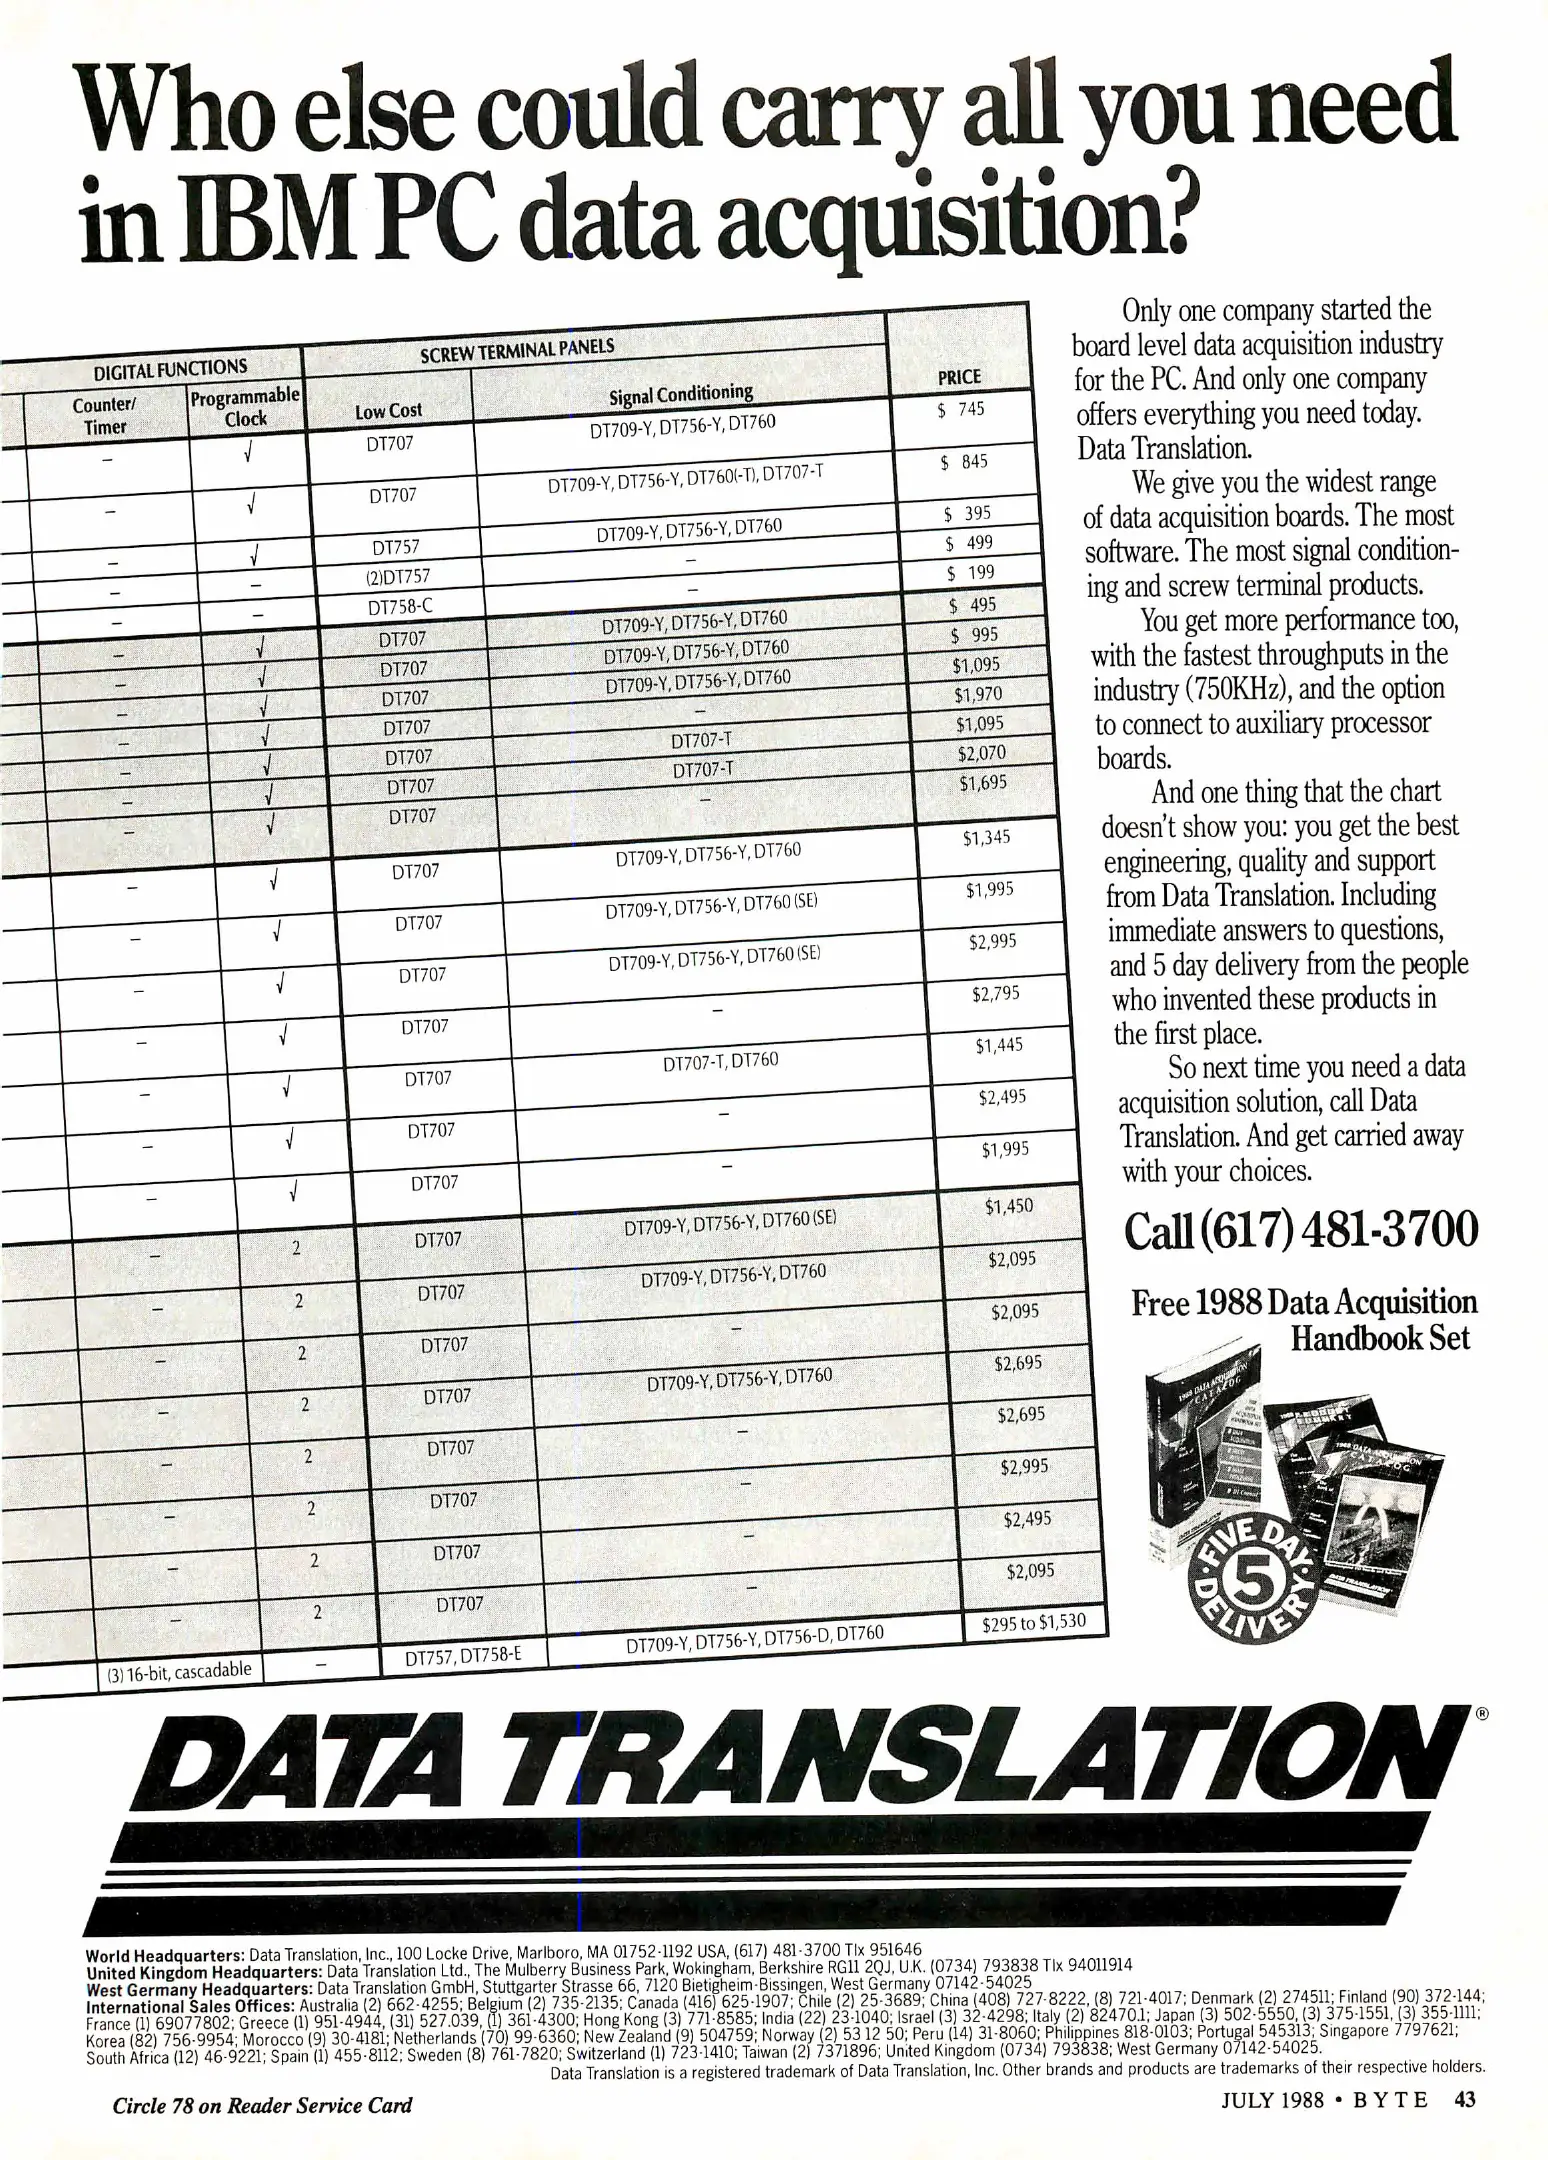 Who else could carry all you need
in IBM PC data acquisition?
DIGITAL FUNCTIONS SCREW TERMINAL PANELS PRICE
Counter/ Timer Programmable Clock Low Cost Signal Conditioning
– √ DT707 DT709-Y, DT756-Y, DT760 $ 745
– √ DT707 DT709-Y, DT756-Y, DT760(-T), DT707-T $ 845
– √ DT757 DT709-Y, DT756-Y, DT760 $ 395
– – (2)DT757 – $ 499
– – DT758-C – $ 199
– √ DT707 DT709-Y, DT756-Y, DT760 $ 495
– √ DT707 DT709-Y, DT756-Y, DT760 $ 995
– √ DT707 DT709-Y, DT756-Y, DT760 $1,095
– √ DT707 – $1,970
– √ DT707 DT707-T $1,095
– √ DT707 DT707-T $2,070
– √ DT707 – $1,695
– √ DT707 DT709-Y, DT756-Y, DT760 $1,345
– √ DT707 DT709-Y, DT756-Y, DT760 (SE) $1,995
– √ DT707 DT709-Y, DT756-Y, DT760 (SE) $2,995
– √ DT707 – $2,795
– √ DT707 DT707-T, DT760 $1,445
– √ DT707 – $2,495
– √ DT707 – $1,995
– 2 DT707 DT709-Y, DT756-Y, DT760 (SE) $1,450
– 2 DT707 DT709-Y, DT756-Y, DT760 $2,095
– 2 DT707 – $2,095
– 2 DT707 DT709-Y, DT756-Y, DT760 $2,695
– 2 DT707 – $2,695
– 2 DT707 – $2,995
– 2 DT707 – $2,495
– 2 DT707 – $2,095
(3) 16-bit, cascadable – DT757, DT758-E DT709-Y, DT756-Y, DT756-D, DT760 $295 to $1,530
Only one company started the
board level data acquisition industry
for the PC. And only one company
offers everything you need today.
Data Translation.
We give you the widest range
of data acquisition boards. The most
software. The most signal condition-
ing and screw terminal products.
You get more performance too,
with the fastest throughputs in the
industry (750KHz), and the option
to connect to auxiliary processor
boards.
And one thing that the chart
doesn't show you: you get the best
engineering, quality and support
from Data Translation. Including
immediate answers to questions,
and 5 day delivery from the people
who invented these products in
the first place.
So next time you need a data
acquisition solution, call Data
Translation. And get carried away
with your choices.
Call (617) 481-3700
Free 1988 Data Acquisition
Handbook Set
1988 DATA ACQUISITION
CATALOG
1988 DATA ACQUISITION
CATALOG
DATA TRANSLATION
FIVE DAY
5
DELIVERY
DATA TRANSLATION®
World Headquarters: Data Translation, Inc., 100 Locke Drive, Marlboro, MA 01752-1192 USA, (617) 481-3700 Tlx 951646
United Kingdom Headquarters: Data Translation Ltd., The Mulberry Business Park, Wokingham, Berkshire RG11 2QJ, U.K. (0734) 793838 Tlx 94011914
West Germany Headquarters: Data Translation GmbH, Stuttgarter Strasse 66, 7120 Bietigheim-Bissingen, West Germany 07142-54025
International Sales Offices: Australia (2) 662-4255; Belgium (2) 735-2135; Canada (416) 625-1907; Chile (2) 25-3689; China (408) 727-8222, (8) 721-4017; Denmark (2) 274511; Finland (90) 372-144;
France (1) 69077802; Greece (1) 951-4944, (31) 527.039, (1) 361-4300; Hong Kong (3) 771-8585; India (22) 23-1040; Israel (3) 32-4298; Italy (2) 82470.1; Japan (3) 502-5550, (3) 375-1551, (3) 355-1111;
Korea (82) 756-9954; Morocco (9) 30-4181; Netherlands (70) 99-6360; New Zealand (9) 504759; Norway (2) 53 12 50; Peru (14) 31-8060; Philippines 818-0103; Portugal 545313; Singapore 7797621;
South Africa (12) 46-9221; Spain (1) 455-8112; Sweden (8) 761-7820; Switzerland (1) 723-1410; Taiwan (2) 7371896; United Kingdom (0734) 793838; West Germany 07142-54025.
Data Translation is a registered trademark of Data Translation, Inc. Other brands and products are trademarks of their respective holders.
Circle 78 on Reader Service Card
JULY 1988 • BYTE 43